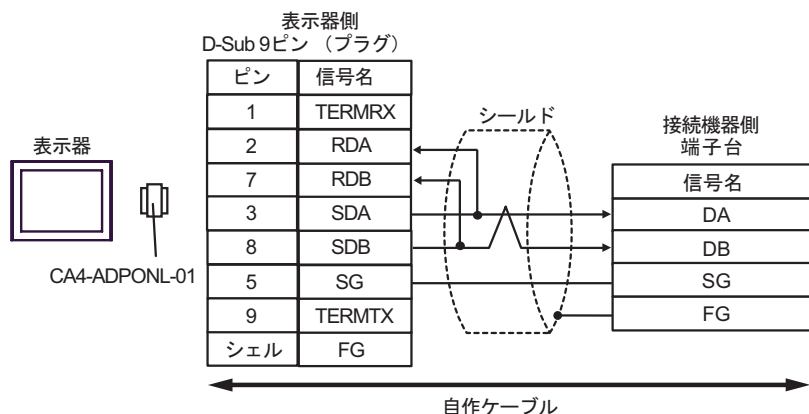 表示器側
D-Sub 9ピン （プラグ）
ピン 信号名
1 TERMRX
2 RDA
7 RDB
3 SDA
8 SDB
5 SG
9 TERMTX
シェル FG
表示器
CA4-ADPONL-01
シールド
接続機器側
端子台
信号名
DA
DB
SG
FG
自作ケーブル